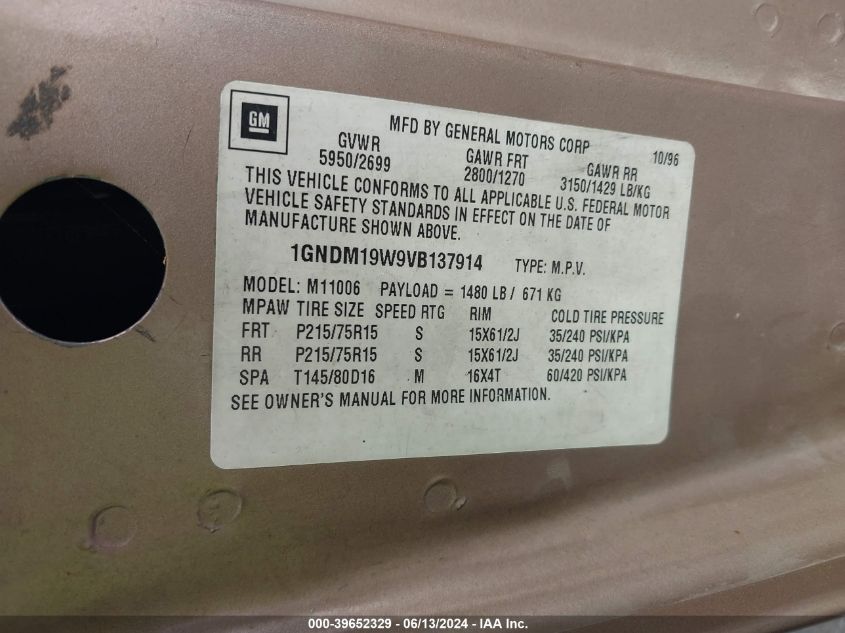 GM
MFD BY GENERAL MOTORS CORP 10/96
GVWR GAWR FRT GAWR RR
5950/2699 2800/1270 3150/1429 LB/KG
THIS VEHICLE CONFORMS TO ALL APPLICABLE U.S. FEDERAL MOTOR
VEHICLE SAFETY STANDARDS IN EFFECT ON THE DATE OF
MANUFACTURE SHOWN ABOVE.
1GNDM19W9VB137914 TYPE: M.P.V.
MODEL: M11006 PAYLOAD = 1480 LB / 671 KG
MPAW TIRE SIZE SPEED RTG RIM COLD TIRE PRESSURE
FRT P215/75R15 S 15X61/2J 35/240 PSI/KPA
RR P215/75R15 S 15X61/2J 35/240 PSI/KPA
SPA T145/80D16 M 16X4T 60/420 PSI/KPA
SEE OWNER'S MANUAL FOR MORE INFORMATION.
000-39652329 - 06/13/2024 - IAA Inc.